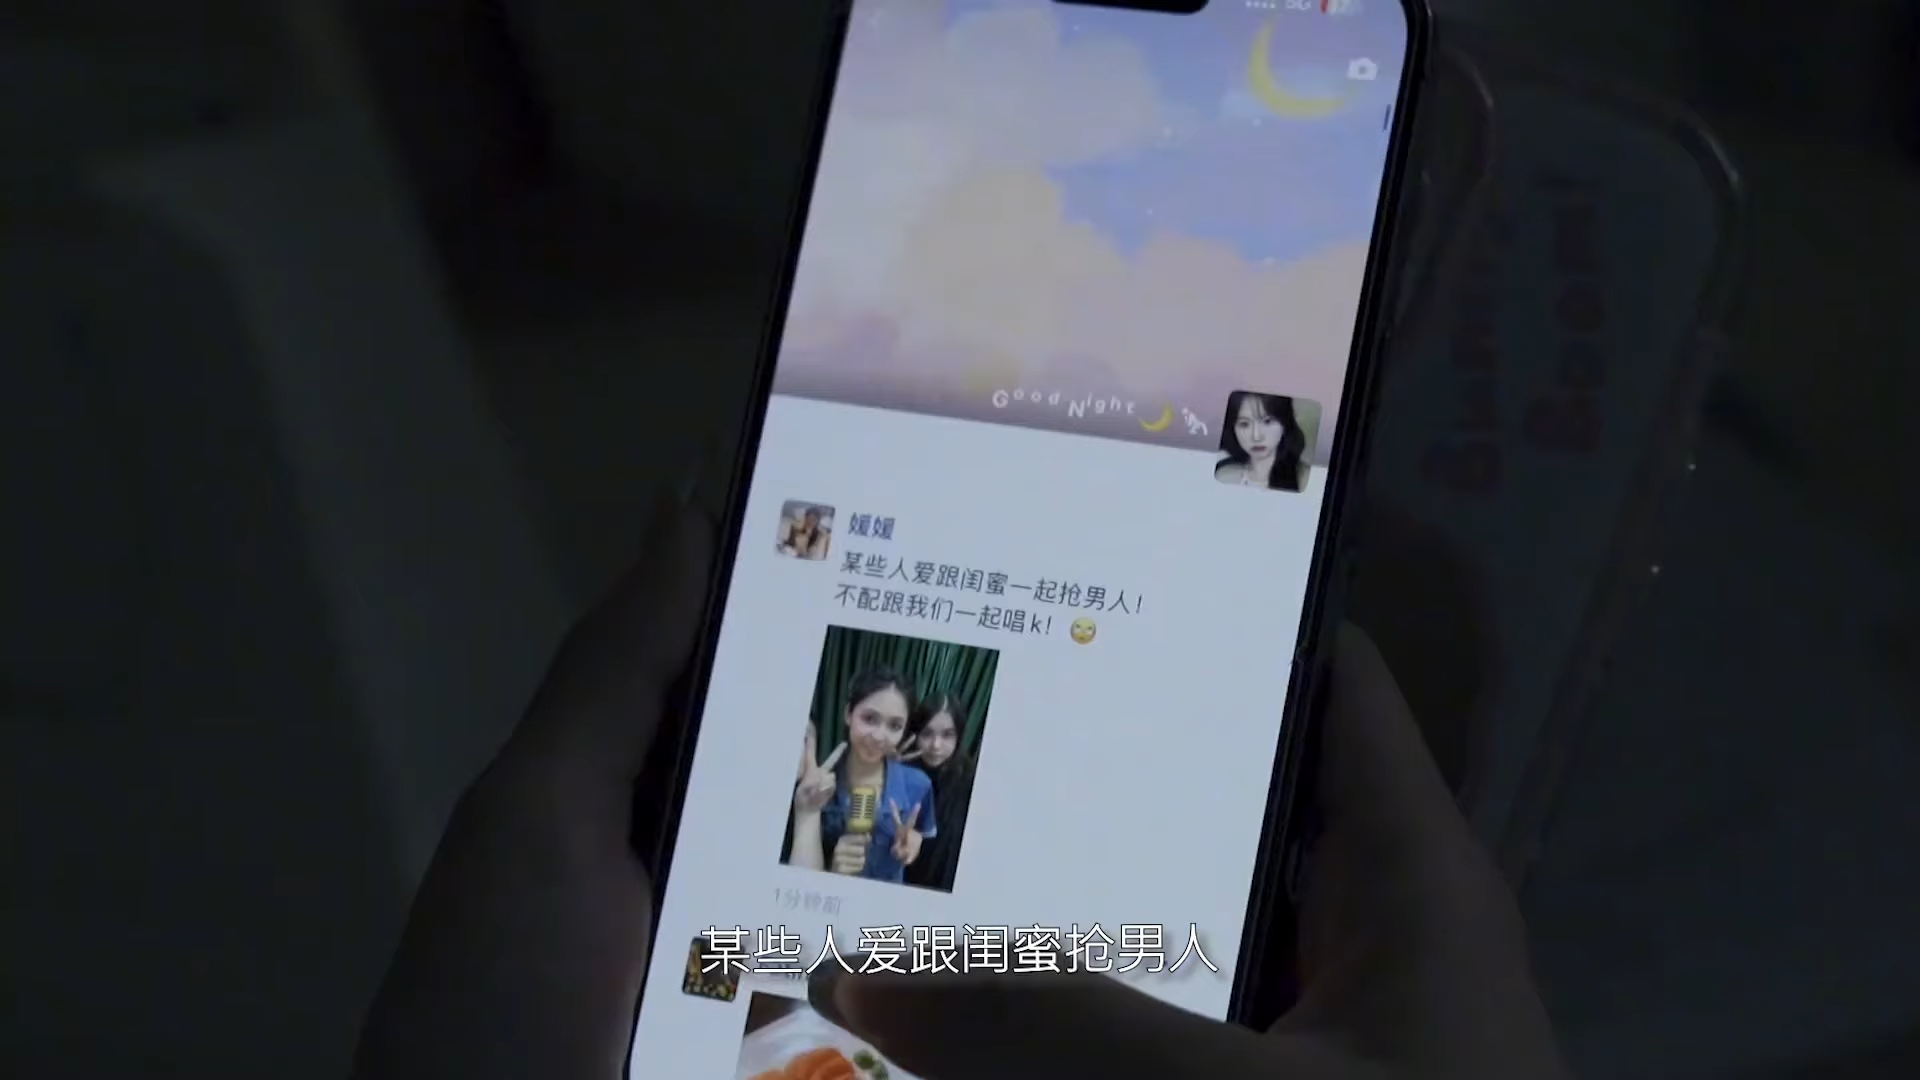 5G
Good Night
媛媛
某些人爱跟闺蜜一起抢男人！
不配跟我们一起唱k！
1分钟前
某些人爱跟闺蜜抢男人